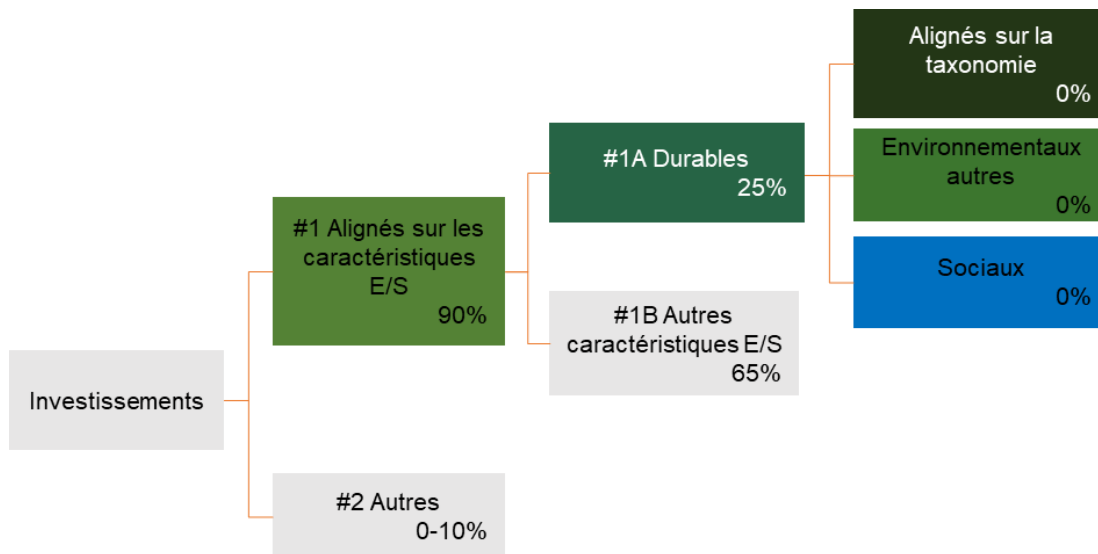 Investissements
#1 Alignés sur les
caractéristiques
E/S
90%
#2 Autres
0-10%
#1A Durables
25%
#1B Autres
caractéristiques E/S
65%
Alignés sur la
taxonomie
0%
Environnementaux
autres
0%
Sociaux
0%